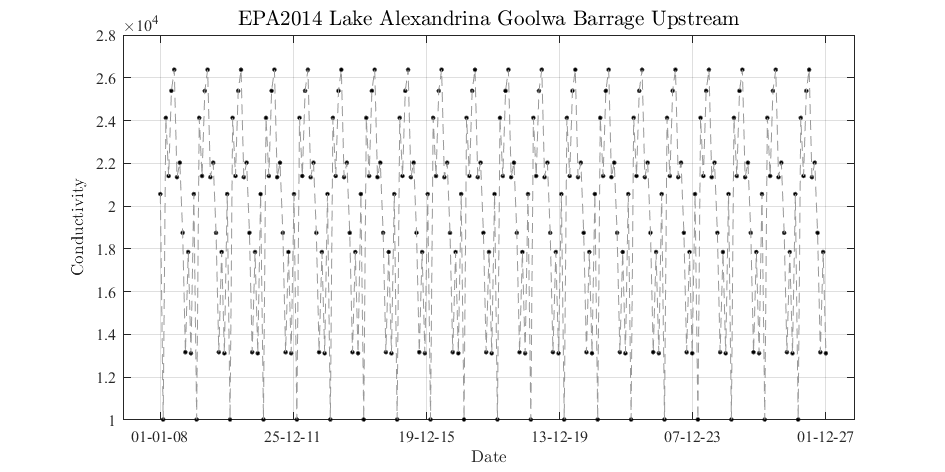 EPA2014 Lake Alexandrina Goolwa Barrage Upstream
×10⁴
2.8
2.6
2.4
2.2
2
1.8
1.6
1.4
1.2
1
Conductivity
01-01-08 25-12-11 19-12-15 13-12-19 07-12-23 01-12-27
Date